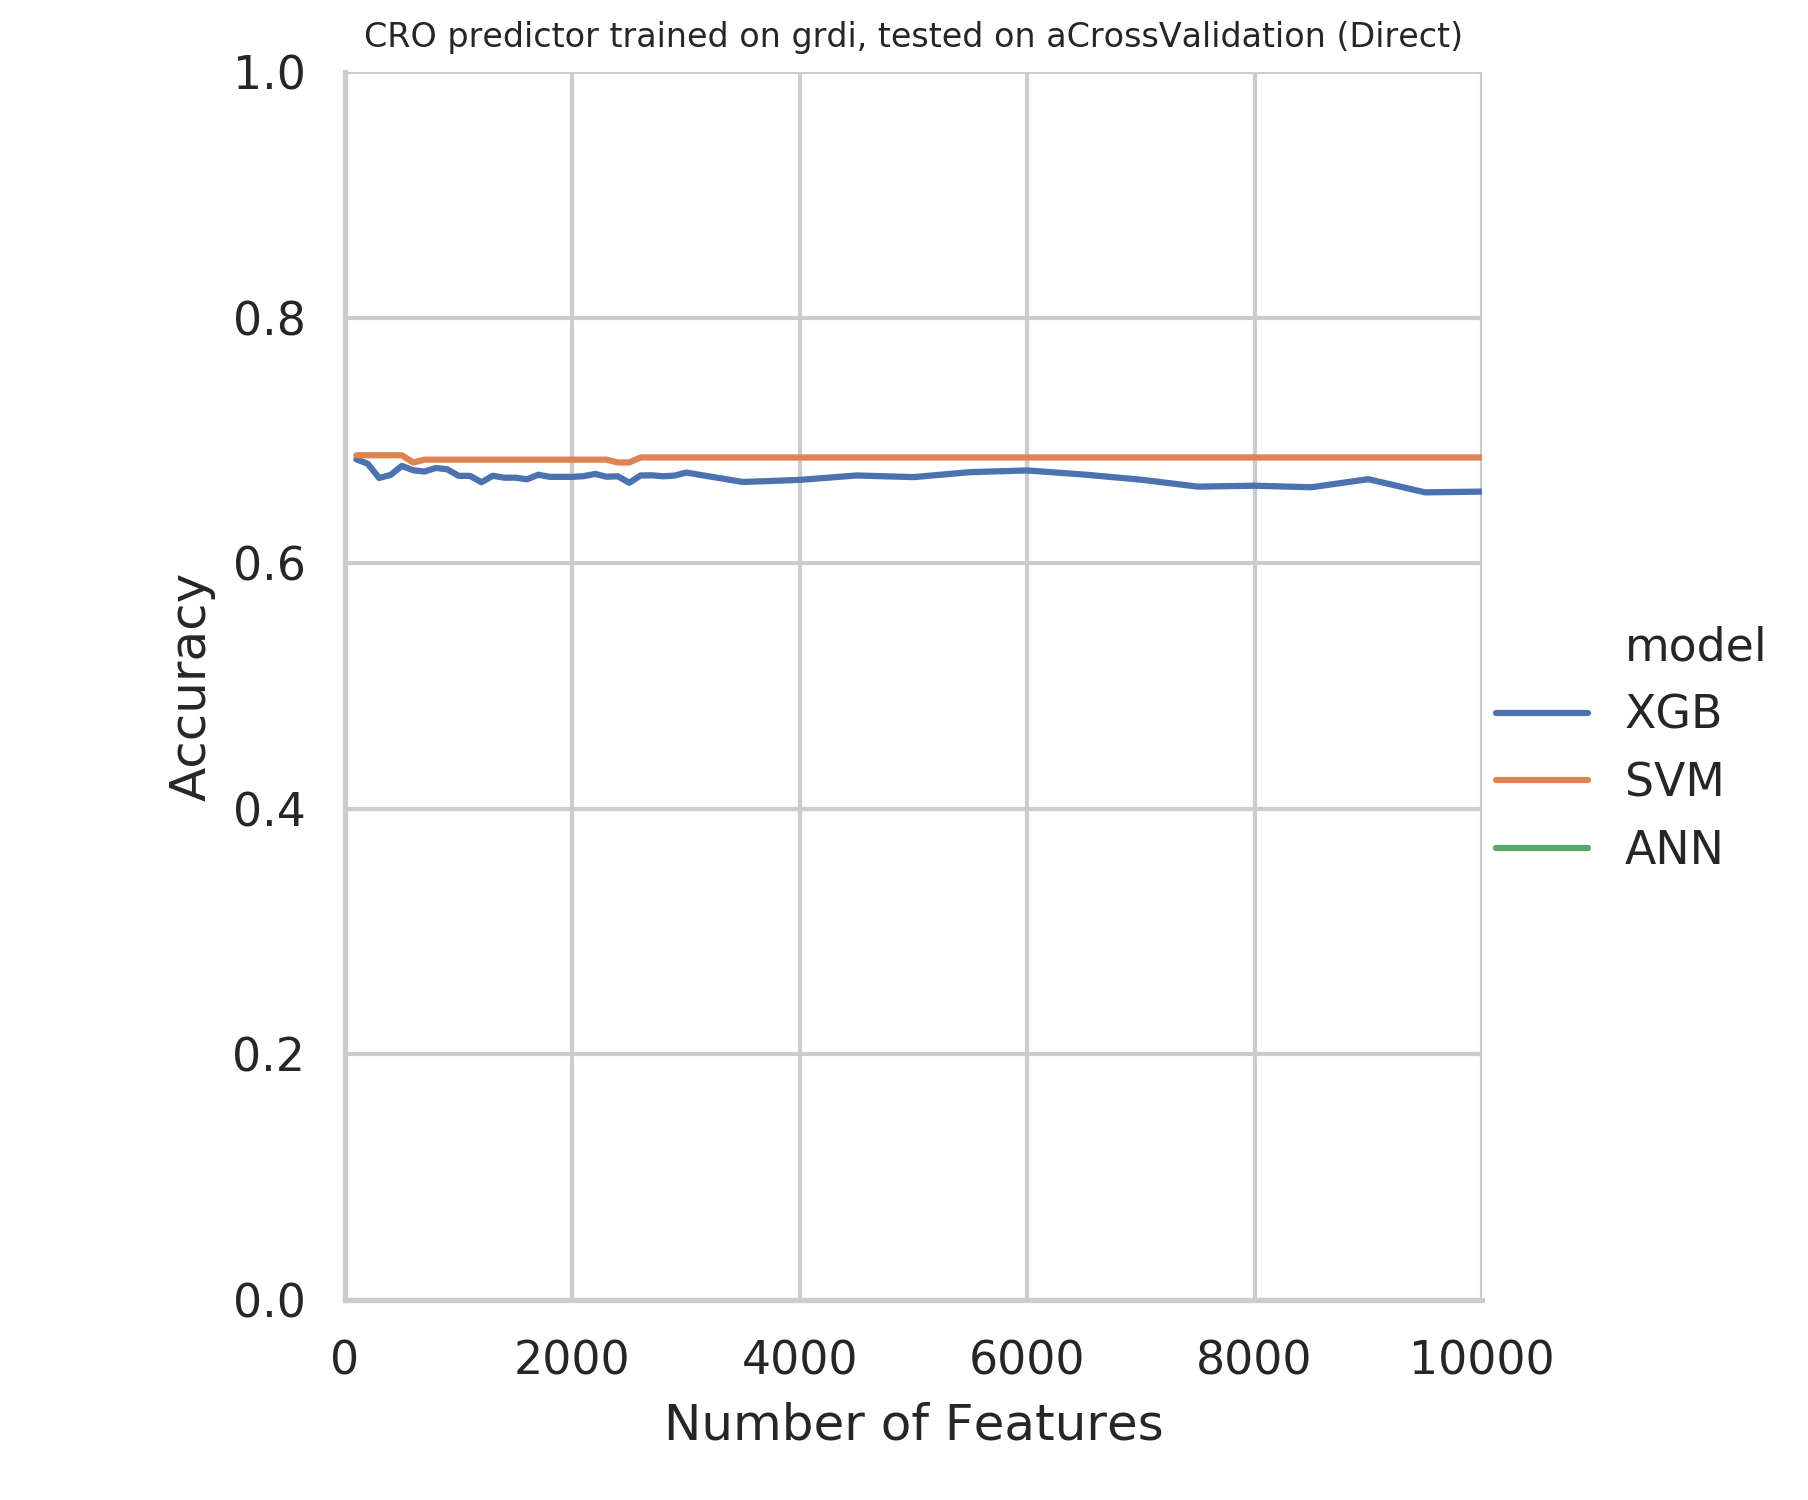 CRO predictor trained on grdi, tested on aCrossValidation (Direct)
1.0
0.8
0.6
0.4
0.2
0.0
Accuracy
0 2000 4000 6000 8000 10000
Number of Features
model
XGB
SVM
ANN